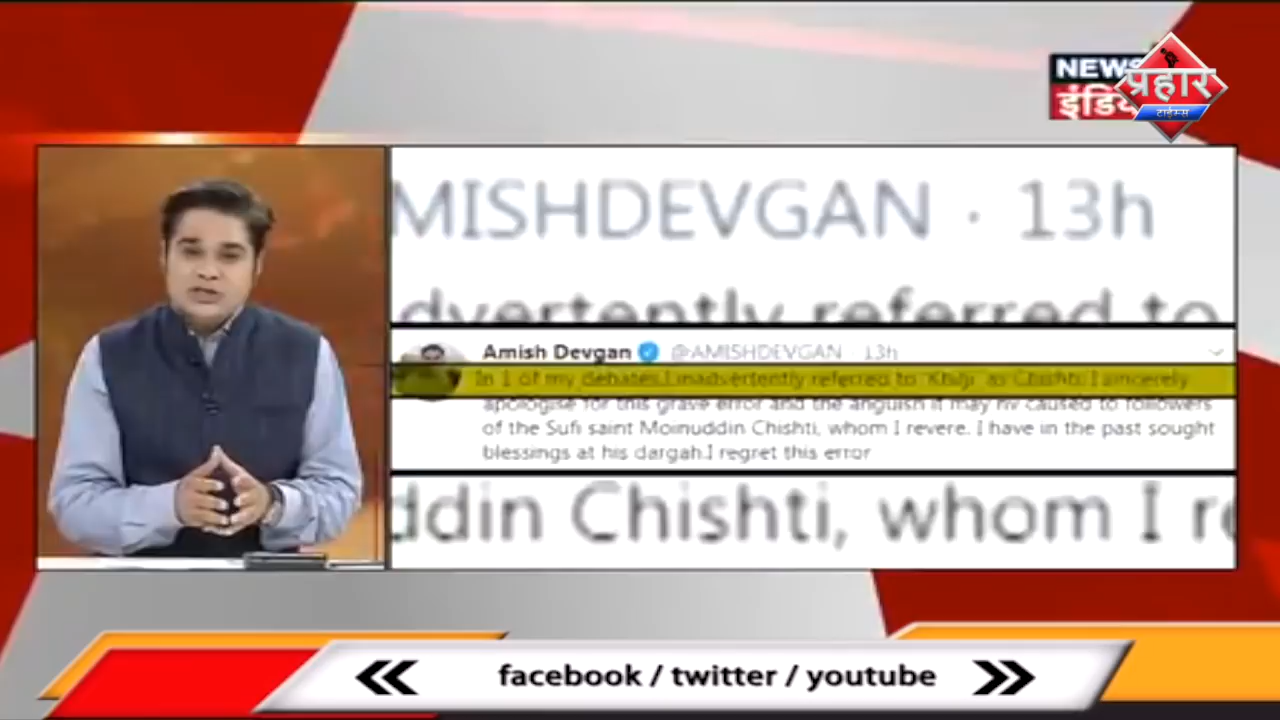 NEWS
इंडि
प्रहार
टाईम्स
MISHDEVGAN · 13h
dvertently referred to
Amish Devgan @AMISHDEVGAN 13h
In 1 of my debates,I inadvertently referred to 'Khilji' as Chishti. I sincerely
apologise for this grave error and the anguish it may hv caused to followers
of the Sufi saint Moinuddin Chishti, whom I revere. I have in the past sought
blessings at his dargah.I regret this error
ddin Chishti, whom I re
facebook / twitter / youtube